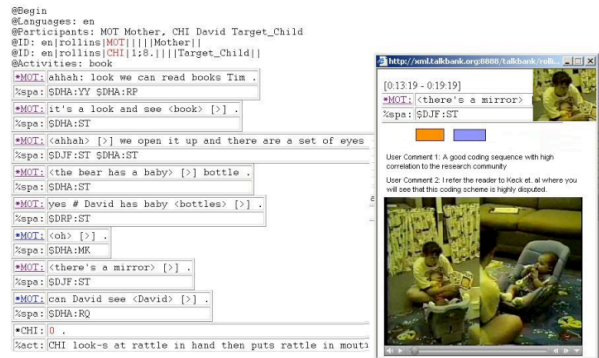 @Begin
@Languages: en
@Participants: MOT Mother, CHI David Target_Child
@ID: en|rollins|MOT|||||Mother||
@ID: en|rollins|CHI|1;8.||||Target_Child||
@Activities: book
*MOT: ahhah: look we can read books Tim .
%spa: $DHA:YY $DHA:RP
*MOT: it's a look and see <book> [>] .
%spa: $DHA:ST
*MOT: <ahhah> [>] we open it up and there are a set of eyes
%spa: $DJF:ST $DHA:ST
*MOT: <the bear has a baby> [>] bottle .
%spa: $DHA:ST
*MOT: yes # David has baby <bottles> [>] .
%spa: $DRP:ST
*MOT: <oh> [>] .
%spa: $DHA:MK
*MOT: <there's a mirror> [>] .
%spa: $DJF:ST
*MOT: can David see <David> [>] .
%spa: $DHA:RQ
*CHI: 0 .
%act: CHI look-s at rattle in hand then puts rattle in mout
http://xml.talkbank.org:8888/talkbank/
[0:13:19 - 0:19:19]
*MOT: <there's a mirror>
%spa: $DJF:ST
User Comment 1: A good coding sequence with high
correlation to the research community
User Comment 2: I refer the reader to Keck et. al where you
will see that this coding scheme is highly disputed.